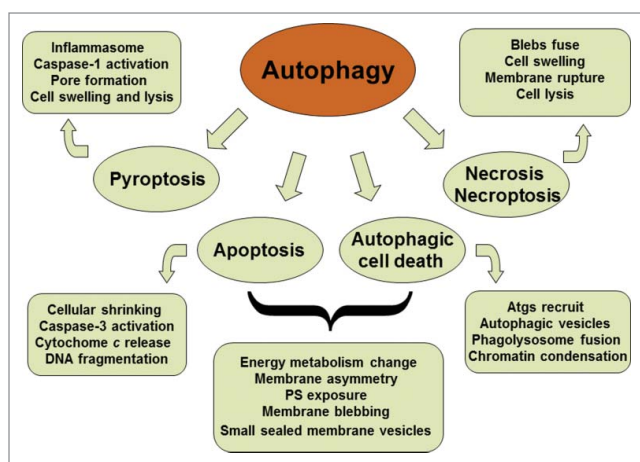 Inflammasome
Caspase-1 activation
Pore formation
Cell swelling and lysis
Autophagy
Blebs fuse
Cell swelling
Membrane rupture
Cell lysis
Pyroptosis
Necrosis
Necroptosis
Apoptosis
Autophagic
cell death
Cellular shrinking
Caspase-3 activation
Cytochome c release
DNA fragmentation
Energy metabolism change
Membrane asymmetry
PS exposure
Membrane blebbing
Small sealed membrane vesicles
Atgs recruit
Autophagic vesicles
Phagolysosome fusion
Chromatin condensation